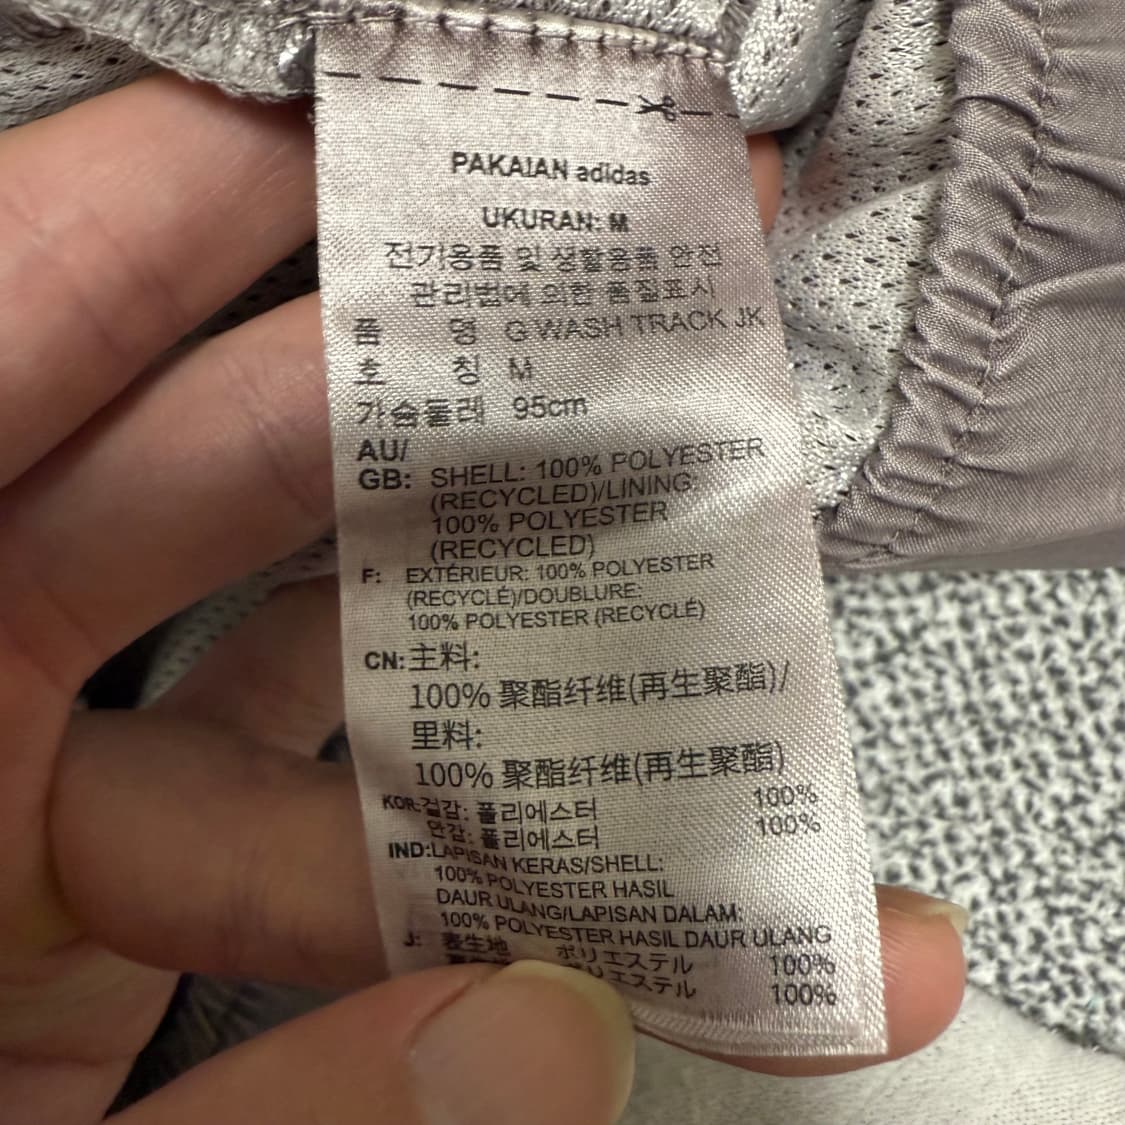 PAKAIAN adidas
UKURAN: M
전기용품 및 생활용품 안전
관리법에 의한 품질표시
품 명 G WASH TRACK JK
호 칭 M
가슴둘레 95cm
AU/
GB: SHELL: 100% POLYESTER
(RECYCLED)/LINING:
100% POLYESTER
(RECYCLED)
F: EXTÉRIEUR: 100% POLYESTER
(RECYCLÉ)/DOUBLURE:
100% POLYESTER (RECYCLÉ)
CN: 主料:
100% 聚酯纤维(再生聚酯)/
里料:
100% 聚酯纤维(再生聚酯)
KOR: 겉감: 폴리에스터 100%
안감: 폴리에스터 100%
IND: LAPISAN KERAS/SHELL:
100% POLYESTER HASIL
DAUR ULANG/LAPISAN DALAM:
100% POLYESTER HASIL DAUR ULANG
J: 表生地 ポリエステル 100%
ポリエステル 100%